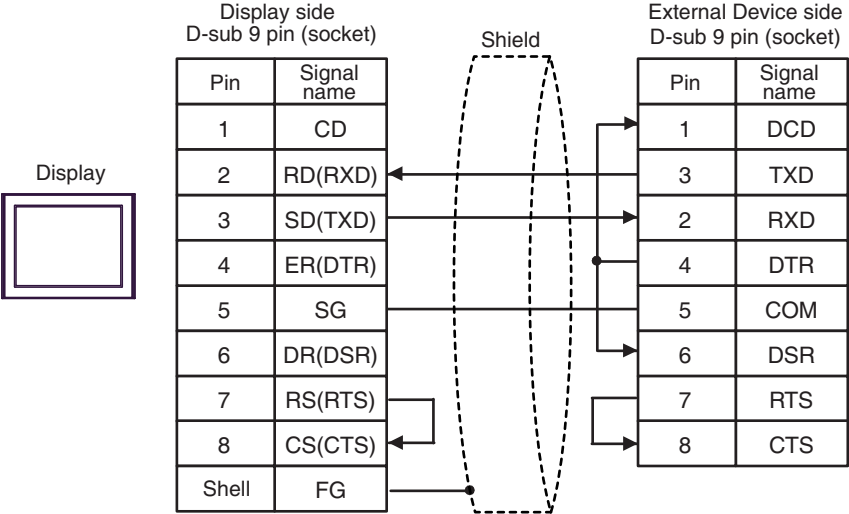 Display side
D-sub 9 pin (socket)
External Device side
D-sub 9 pin (socket)
Shield
Display
Pin Signal name
1 CD
2 RD(RXD)
3 SD(TXD)
4 ER(DTR)
5 SG
6 DR(DSR)
7 RS(RTS)
8 CS(CTS)
Shell FG
Pin Signal name
1 DCD
3 TXD
2 RXD
4 DTR
5 COM
6 DSR
7 RTS
8 CTS